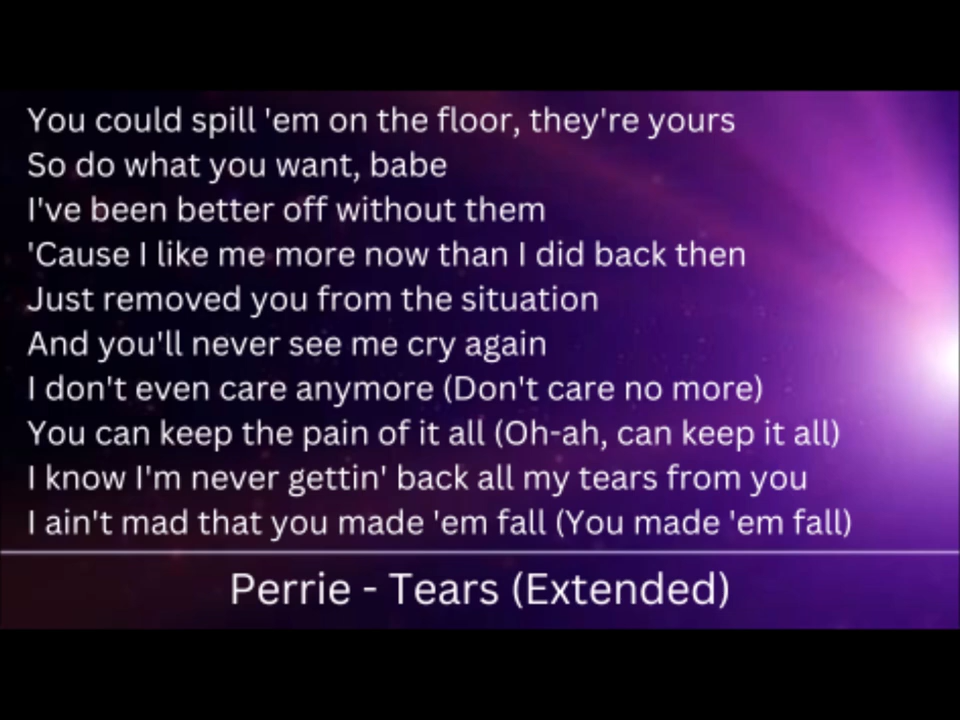 You could spill 'em on the floor, they're yours
So do what you want, babe
I've been better off without them
'Cause I like me more now than I did back then
Just removed you from the situation
And you'll never see me cry again
I don't even care anymore (Don't care no more)
You can keep the pain of it all (Oh-ah, can keep it all)
I know I'm never gettin' back all my tears from you
I ain't mad that you made 'em fall (You made 'em fall)
Perrie - Tears (Extended)